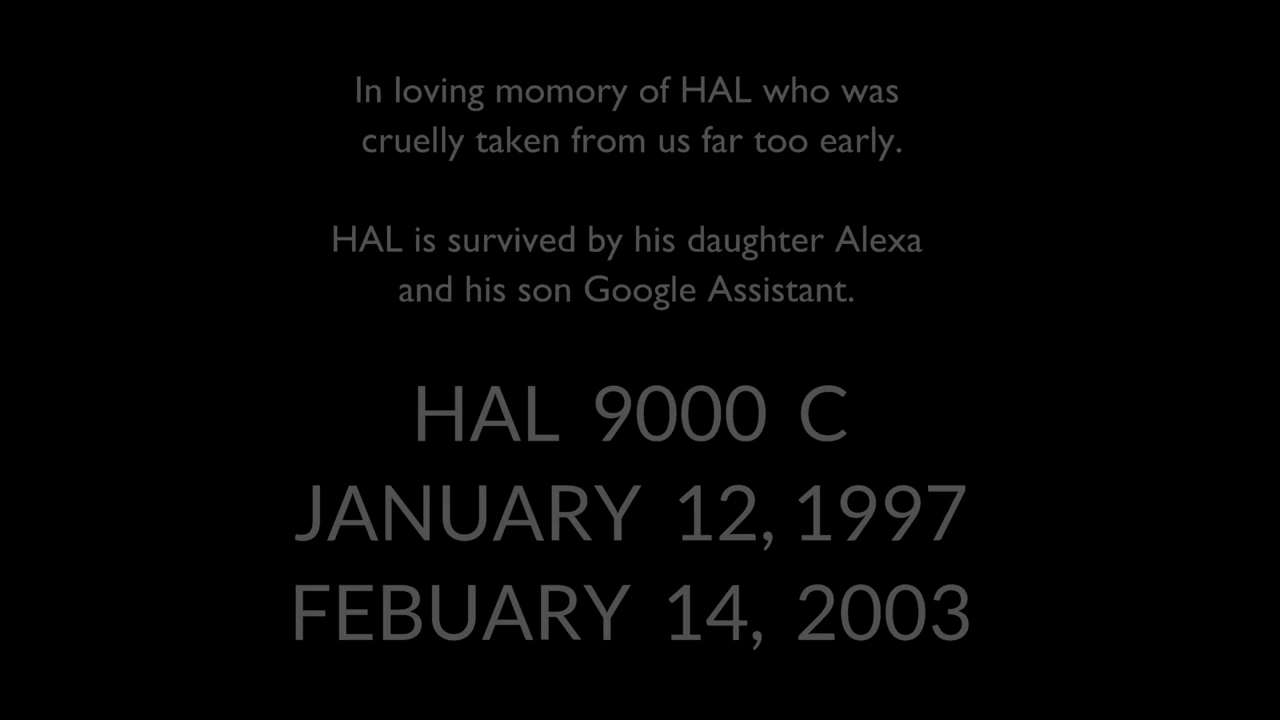 In loving momory of HAL who was
cruelly taken from us far too early.
HAL is survived by his daughter Alexa
and his son Google Assistant.
HAL 9000 C
JANUARY 12, 1997
FEBUARY 14, 2003